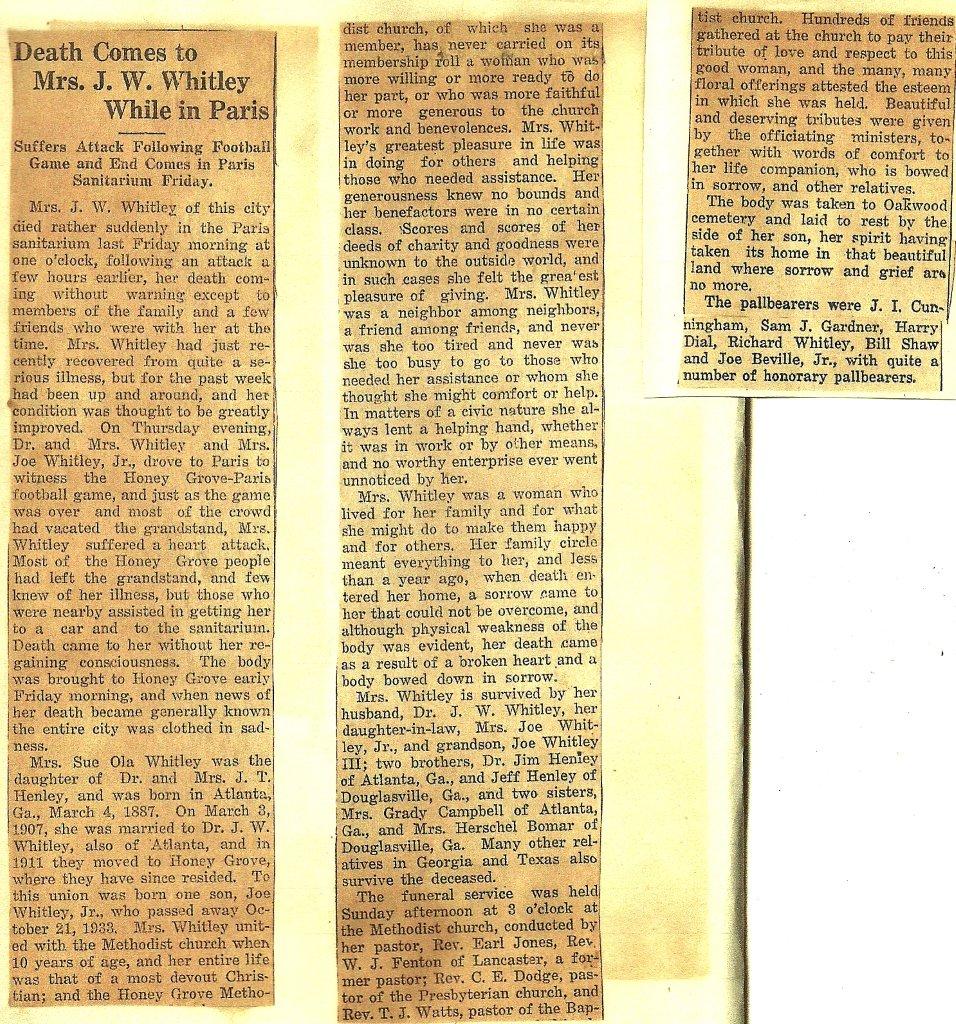 Death Comes to
Mrs. J. W. Whitley
While in Paris
Suffers Attack Following Football
Game and End Comes in Paris
Sanitarium Friday.
Mrs. J. W. Whitley of this city
died rather suddenly in the Paris
sanitarium last Friday morning at
one o'clock, following an attack a
few hours earlier, her death com-
ing without warning except to
members of the family and a few
friends who were with her at the
time. Mrs. Whitley had just re-
cently recovered from quite a se-
rious illness, but for the past week
had been up and around, and her
condition was thought to be greatly
improved. On Thursday evening,
Dr. and Mrs. Whitley and Mrs.
Joe Whitley, Jr., drove to Paris to
witness the Honey Grove-Paris
football game, and just as the game
was over and most of the crowd
had vacated the grandstand, Mrs.
Whitley suffered a heart attack.
Most of the Honey Grove people
had left the grandstand, and few
knew of her illness, but those who
were nearby assisted in getting her
to a car and to the sanitarium.
Death came to her without her re-
gaining consciousness. The body
was brought to Honey Grove early
Friday morning, and when news of
her death became generally known
the entire city was clothed in sad-
ness.
Mrs. Sue Ola Whitley was the
daughter of Dr. and Mrs. J. T.
Henley, and was born in Atlanta,
Ga., March 4, 1887. On March 3,
1907, she was married to Dr. J. W.
Whitley, also of Atlanta, and in
1911 they moved to Honey Grove,
where they have since resided. To
this union was born one son, Joe
Whitley, Jr., who passed away Oc-
tober 21, 1933. Mrs. Whitley unit-
ed with the Methodist church when
10 years of age, and her entire life
was that of a most devout Chris-
tian; and the Honey Grove Metho-
dist church, of which she was a
member, has never carried on its
membership roll a woman who was
more willing or more ready to do
her part, or who was more faithful
or more generous to the church
work and benevolences. Mrs. Whit-
ley's greatest pleasure in life was
in doing for others and helping
those who needed assistance. Her
generousness knew no bounds and
her benefactors were in no certain
class. Scores and scores of her
deeds of charity and goodness were
unknown to the outside world, and
in such cases she felt the greatest
pleasure of giving. Mrs. Whitley
was a neighbor among neighbors,
a friend among friends, and never
was she too tired and never was
she too busy to go to those who
needed her assistance or whom she
thought she might comfort or help.
In matters of a civic nature she al-
ways lent a helping hand, whether
it was in work or by other means,
and no worthy enterprise ever went
unnoticed by her.
Mrs. Whitley was a woman who
lived for her family and for what
she might do to make them happy
and for others. Her family circle
meant everything to her, and less
than a year ago, when death en-
tered her home, a sorrow came to
her that could not be overcome, and
although physical weakness of the
body was evident, her death came
as a result of a broken heart and a
body bowed down in sorrow.
Mrs. Whitley is survived by her
husband, Dr. J. W. Whitley, her
daughter-in-law, Mrs. Joe Whit-
ley, Jr., and grandson, Joe Whitley
III; two brothers, Dr. Jim Henley
of Atlanta, Ga., and Jeff Henley of
Douglasville, Ga., and two sisters,
Mrs. Grady Campbell of Atlanta,
Ga., and Mrs. Herschel Bomar of
Douglasville, Ga. Many other rel-
atives in Georgia and Texas also
survive the deceased.
The funeral service was held
Sunday afternoon at 3 o'clock at
the Methodist church, conducted by
her pastor, Rev. Earl Jones, Rev.
W. J. Fenton of Lancaster, a for-
mer pastor; Rev. C. E. Dodge, pas-
tor of the Presbyterian church, and
Rev. T. J. Watts, pastor of the Bap-
tist church. Hundreds of friends
gathered at the church to pay their
tribute of love and respect to this
good woman, and the many, many
floral offerings attested the esteem
in which she was held. Beautiful
and deserving tributes were given
by the officiating ministers, to-
gether with words of comfort to
her life companion, who is bowed
in sorrow, and other relatives.
The body was taken to Oakwood
cemetery and laid to rest by the
side of her son, her spirit having
taken its home in that beautiful
land where sorrow and grief are
no more.
The pallbearers were J. I. Cun-
ningham, Sam J. Gardner, Harry
Dial, Richard Whitley, Bill Shaw
and Joe Beville, Jr., with quite a
number of honorary pallbearers.